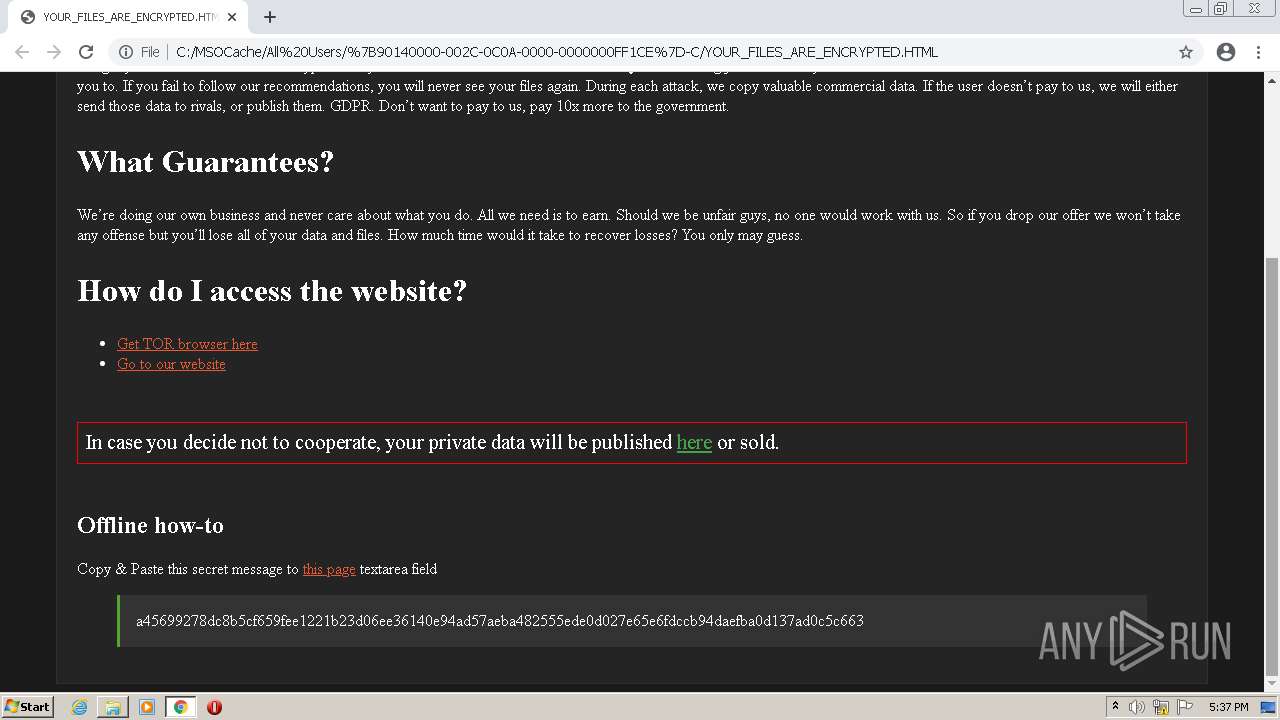 YOUR_FILES_ARE_ENCRYPTED.HTM
File
C:/MSOCache/All%20Users/%7B90140000-002C-040A-0000-0000000FF1CE%7D-C/YOUR_FILES_ARE_ENCRYPTED.HTML
you to. If you fail to follow our recommendations, you will never see your files again. During each attack, we copy valuable commercial data. If the user doesn’t pay to us, we will either
send those data to rivals, or publish them. GDPR. Don’t want to pay to us, pay 10x more to the government.
What Guarantees?
We’re doing our own business and never care about what you do. All we need is to earn. Should we be unfair guys, no one would work with us. So if you drop our offer we won’t take
any offense but you’ll lose all of your data and files. How much time would it take to recover losses? You only may guess.
How do I access the website?
Get TOR browser here
Go to our website
In case you decide not to cooperate, your private data will be published here or sold.
Offline how-to
Copy & Paste this secret message to this page textarea field
a45699278dc8b5cf659fee1221b23d06ee36140e94ad57aeba482555ede0d027e65e6fdccb94daefba0d137ad0c5c663
ANY RUN
Start
5:37 PM